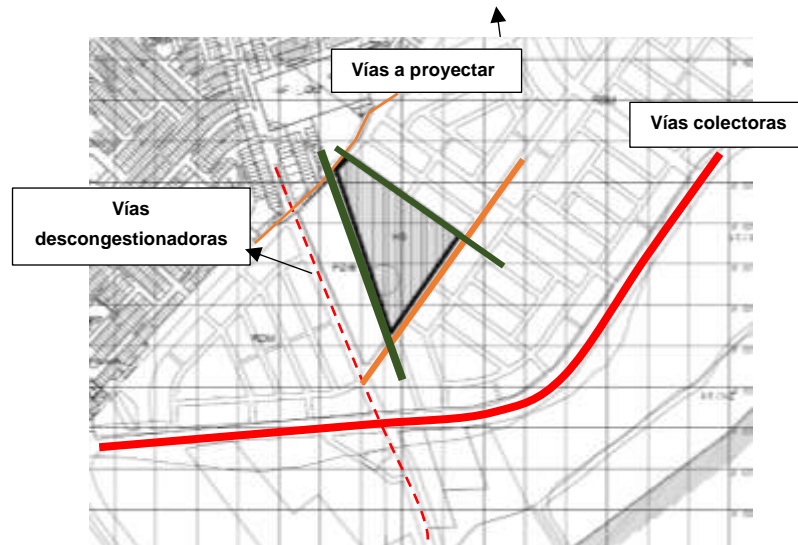 Vías a proyectar
Vías colectoras
Vías
descongestionadoras